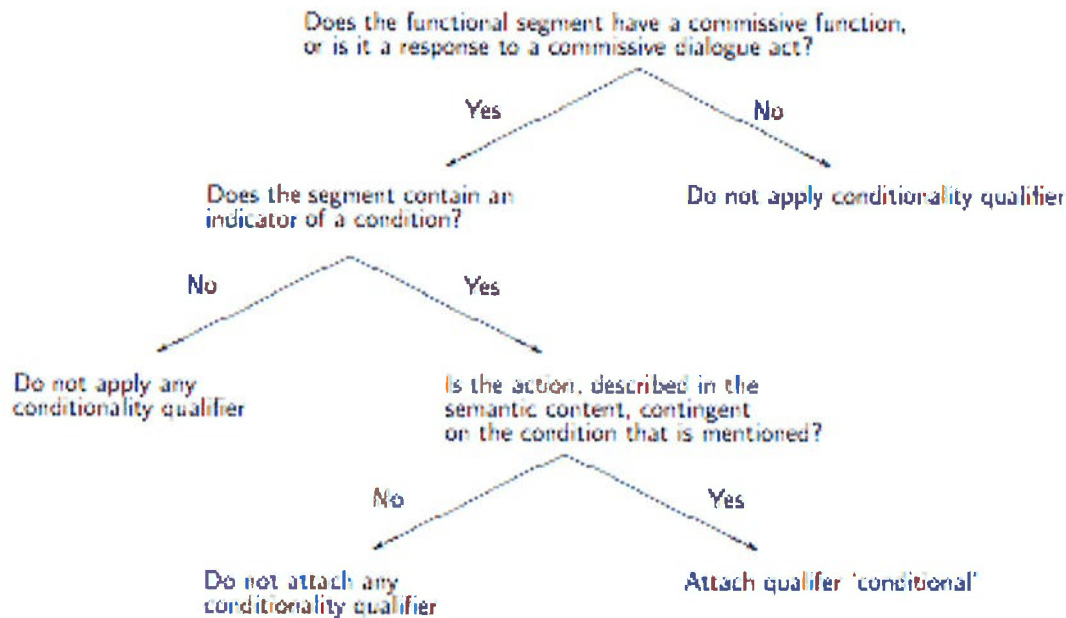 Does the functional segment have a commissive function,
or is it a response to a commissive dialogue act?
Yes
No
Does the segment contain an
indicator of a condition?
Do not apply conditionality qualifier
No
Yes
Do not apply any
conditionality qualifier
Is the action, described in the
semantic content, contingent
on the condition that is mentioned?
No
Yes
Do not attach any
conditionality qualifier
Attach qualifer 'conditional'